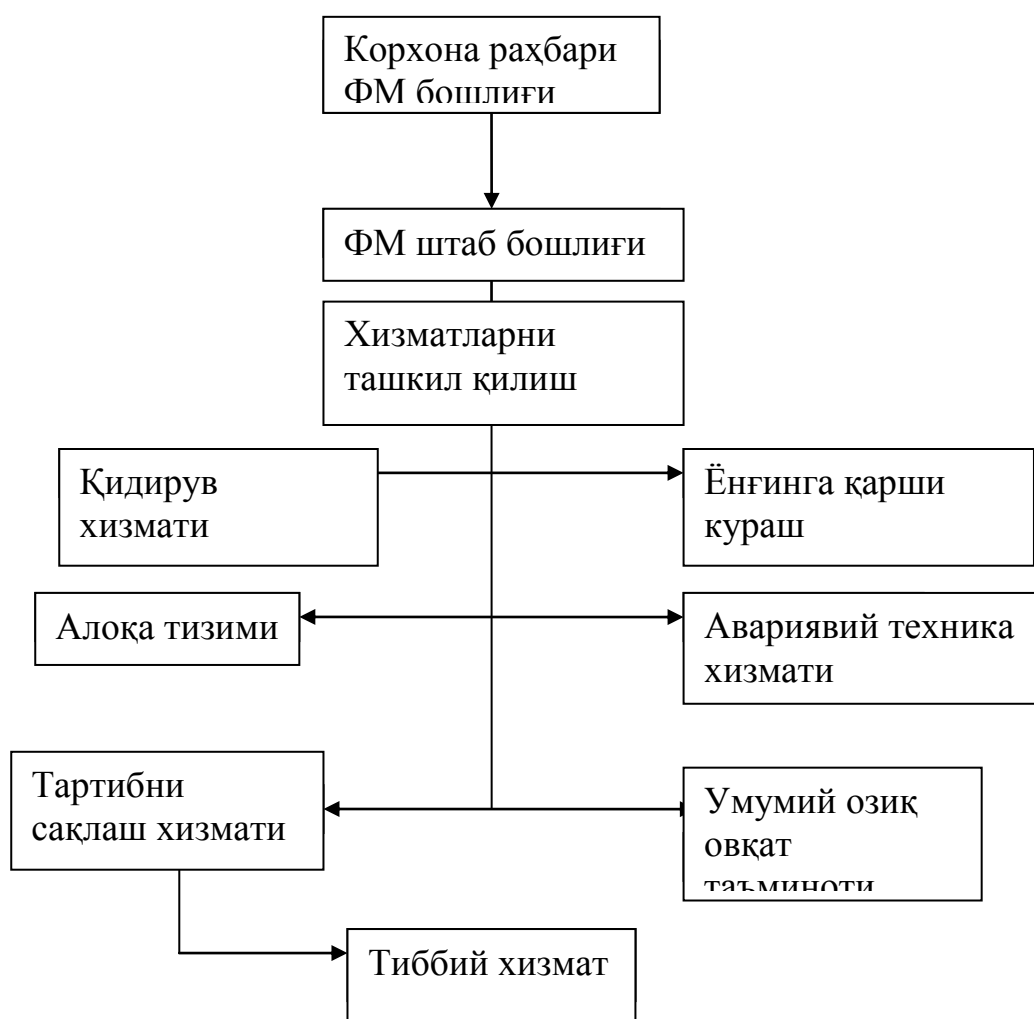 Корхона раҳбари
ФМ бошлиғи
ФМ штаб бошлиғи
Хизматларни
ташкил қилиш
Қидирув
хизмати
Ёнғинга қарши
кураш
Алоқа тизими
Авариявий техника
хизмати
Тартибни
сақлаш хизмати
Умумий озиқ
овқат
таъминоти
Тиббий хизмат